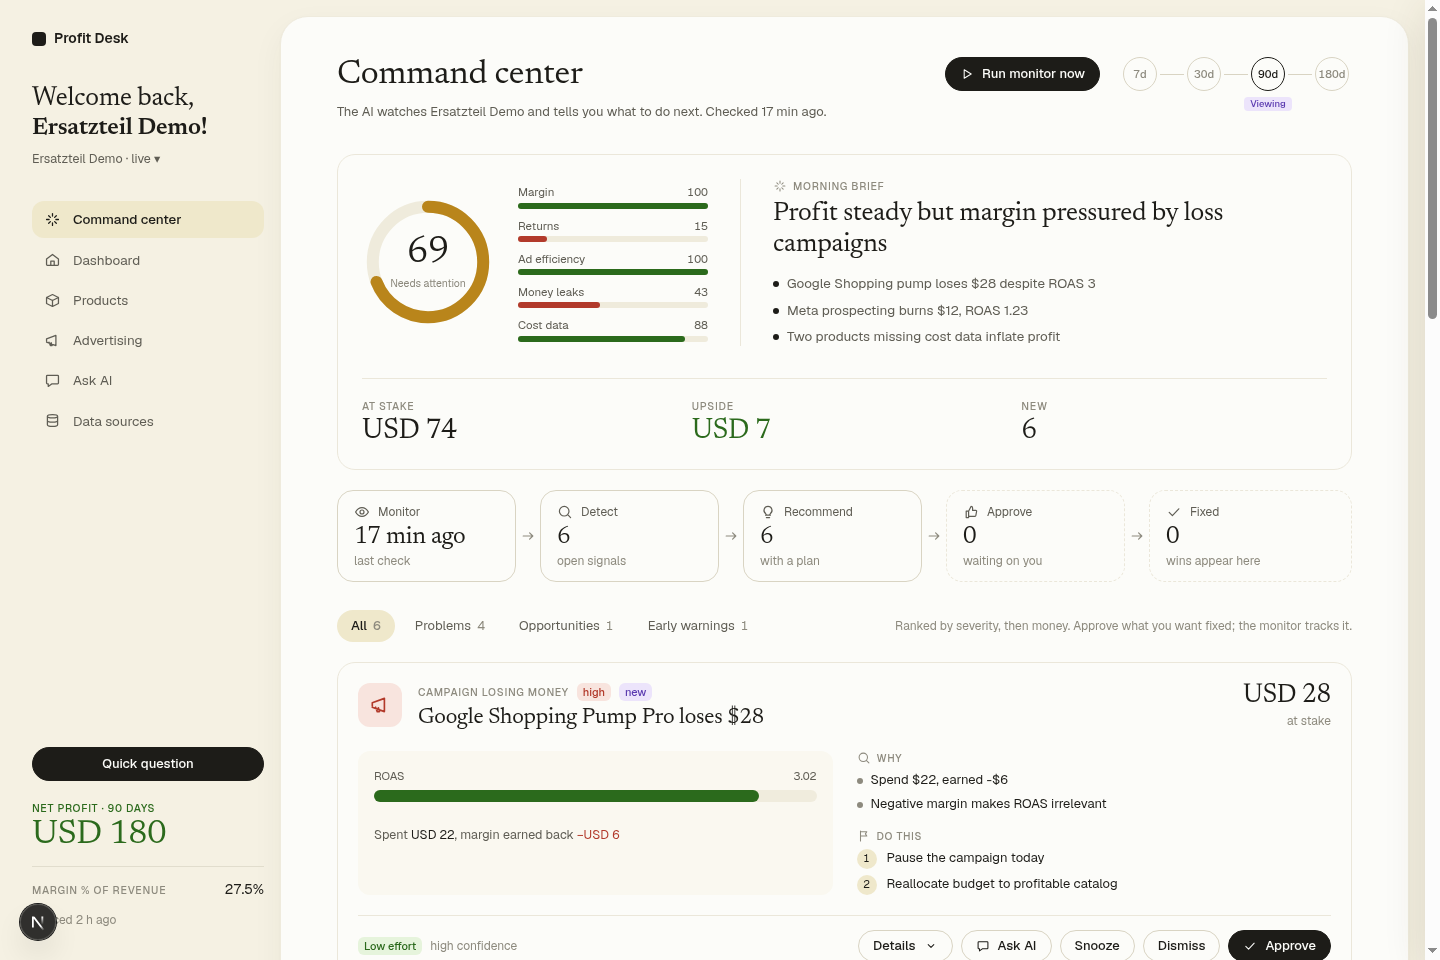 Profit Desk
Welcome back,
Ersatzteil Demo!
Ersatzteil Demo · live ▾
Command center
Dashboard
Products
Advertising
Ask AI
Data sources
Quick question
NET PROFIT · 90 DAYS
USD 180
MARGIN % OF REVENUE 27.5%
N
2 h ago
Command center
The AI watches Ersatzteil Demo and tells you what to do next. Checked 17 min ago.
Run monitor now
7d 30d 90d 180d
Viewing
69
Needs attention
Margin 100
Returns 15
Ad efficiency 100
Money leaks 43
Cost data 88
MORNING BRIEF
Profit steady but margin pressured by loss
campaigns
Google Shopping pump loses $28 despite ROAS 3
Meta prospecting burns $12, ROAS 1.23
Two products missing cost data inflate profit
AT STAKE
USD 74
UPSIDE
USD 7
NEW
6
Monitor
17 min ago
last check
Detect
6
open signals
Recommend
6
with a plan
Approve
0
waiting on you
Fixed
0
wins appear here
All 6 Problems 4 Opportunities 1 Early warnings 1
Ranked by severity, then money. Approve what you want fixed; the monitor tracks it.
CAMPAIGN LOSING MONEY high new
Google Shopping Pump Pro loses $28
USD 28
at stake
ROAS 3.02
Spent USD 22, margin earned back −USD 6
WHY
Spend $22, earned -$6
Negative margin makes ROAS irrelevant
DO THIS
1 Pause the campaign today
2 Reallocate budget to profitable catalog
Low effort high confidence
Details Ask AI Snooze Dismiss Approve